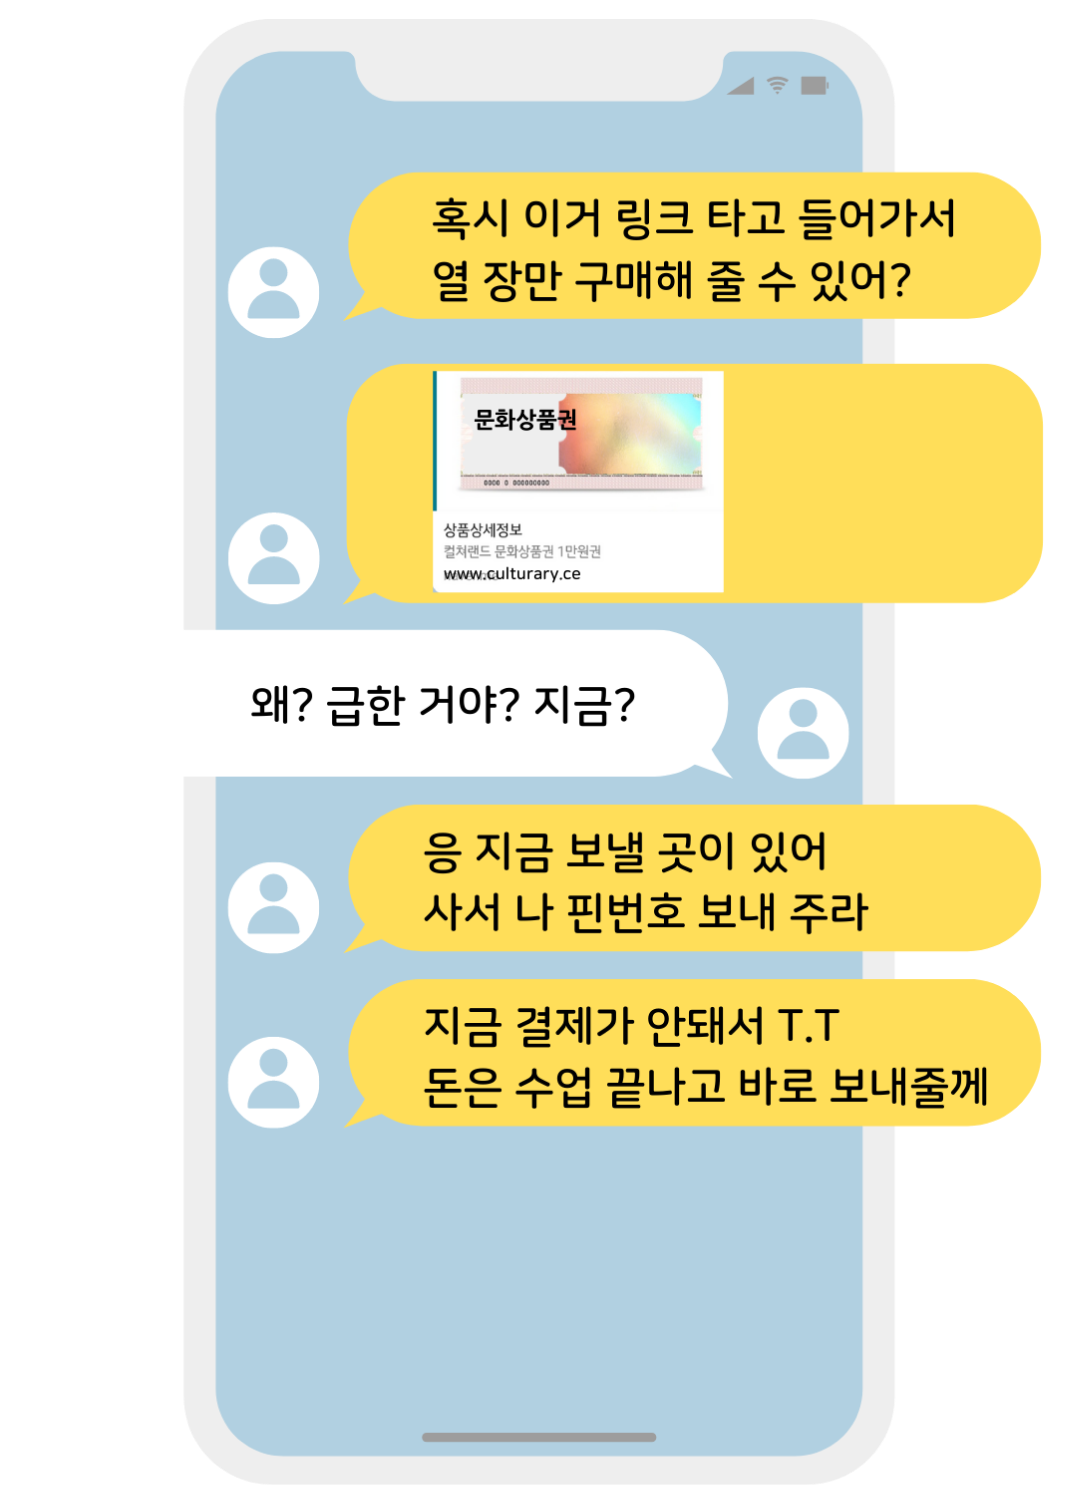 혹시 이거 링크 타고 들어가서
열 장만 구매해 줄 수 있어?
문화상품권
0000 0 000000000
상품상세정보
컬쳐랜드 문화상품권 1만원권
www.culturary.ce
왜? 급한 거야? 지금?
응 지금 보낼 곳이 있어
사서 나 핀번호 보내 주라
지금 결제가 안돼서 T.T
돈은 수업 끝나고 바로 보내줄께